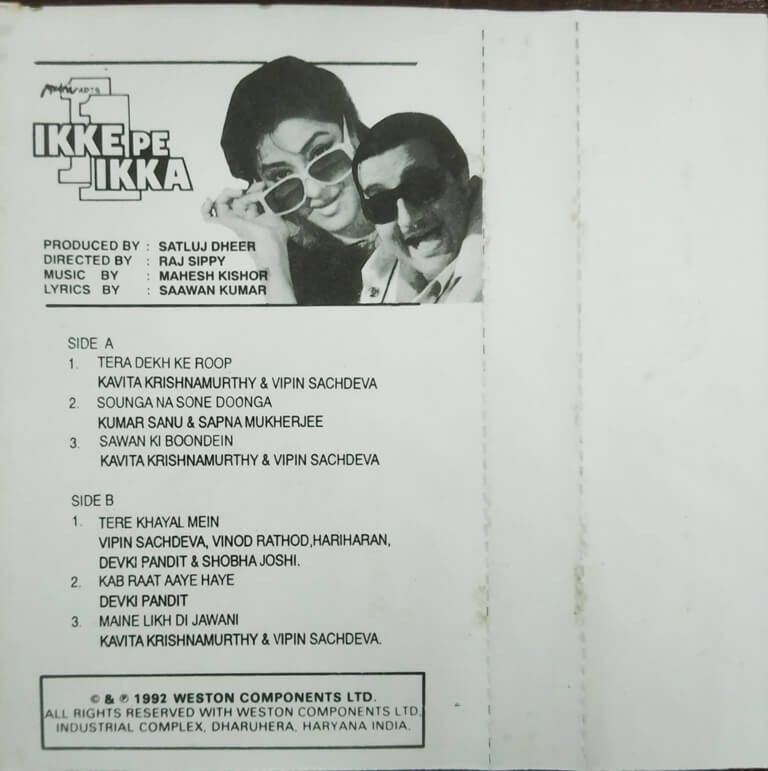 IKKE PE
IKKA
PRODUCED BY : SATLUJ DHEER
DIRECTED BY : RAJ SIPPY
MUSIC BY : MAHESH KISHOR
LYRICS BY : SAAWAN KUMAR
SIDE A
1. TERA DEKH KE ROOP
KAVITA KRISHNAMURTHY & VIPIN SACHDEVA
2. SOUNGA NA SONE DOONGA
KUMAR SANU & SAPNA MUKHERJEE
3. SAWAN KI BOONDEIN
KAVITA KRISHNAMURTHY & VIPIN SACHDEVA
SIDE B
1. TERE KHAYAL MEIN
VIPIN SACHDEVA, VINOD RATHOD,HARIHARAN,
DEVKI PANDIT & SHOBHA JOSHI.
2. KAB RAAT AAYE HAYE
DEVKI PANDIT
3. MAINE LIKH DI JAWANI
KAVITA KRISHNAMURTHY & VIPIN SACHDEVA.
© & ℗ 1992 WESTON COMPONENTS LTD.
ALL RIGHTS RESERVED WITH WESTON COMPONENTS LTD.
INDUSTRIAL COMPLEX, DHARUHERA, HARYANA INDIA.